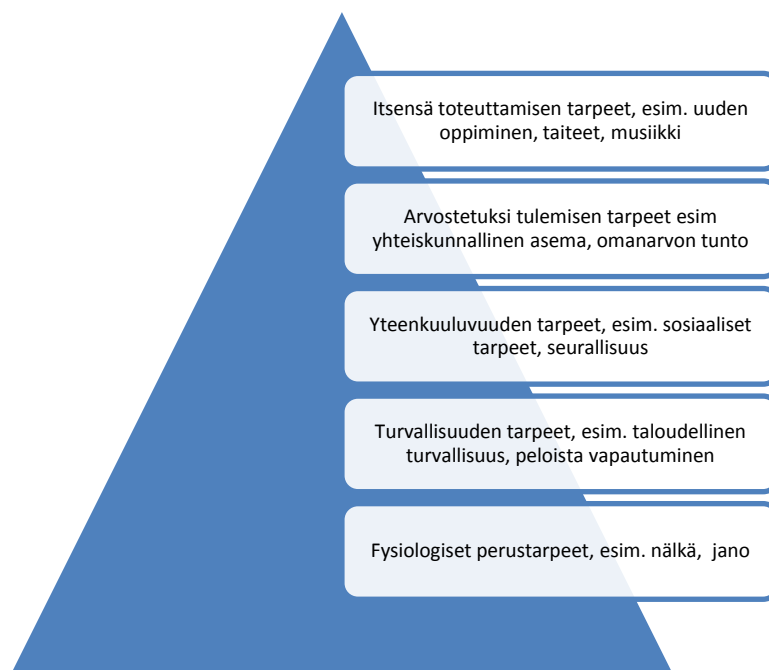 Itsensä toteuttamisen tarpeet, esim. uuden
oppiminen, taiteet, musiikki
Arvostetuksi tulemisen tarpeet esim
yhteiskunnallinen asema, omanarvon tunto
Yteenkuuluvuuden tarpeet, esim. sosiaaliset
tarpeet, seurallisuus
Turvallisuuden tarpeet, esim. taloudellinen
turvallisuus, peloista vapautuminen
Fysiologiset perustarpeet, esim. nälkä, jano